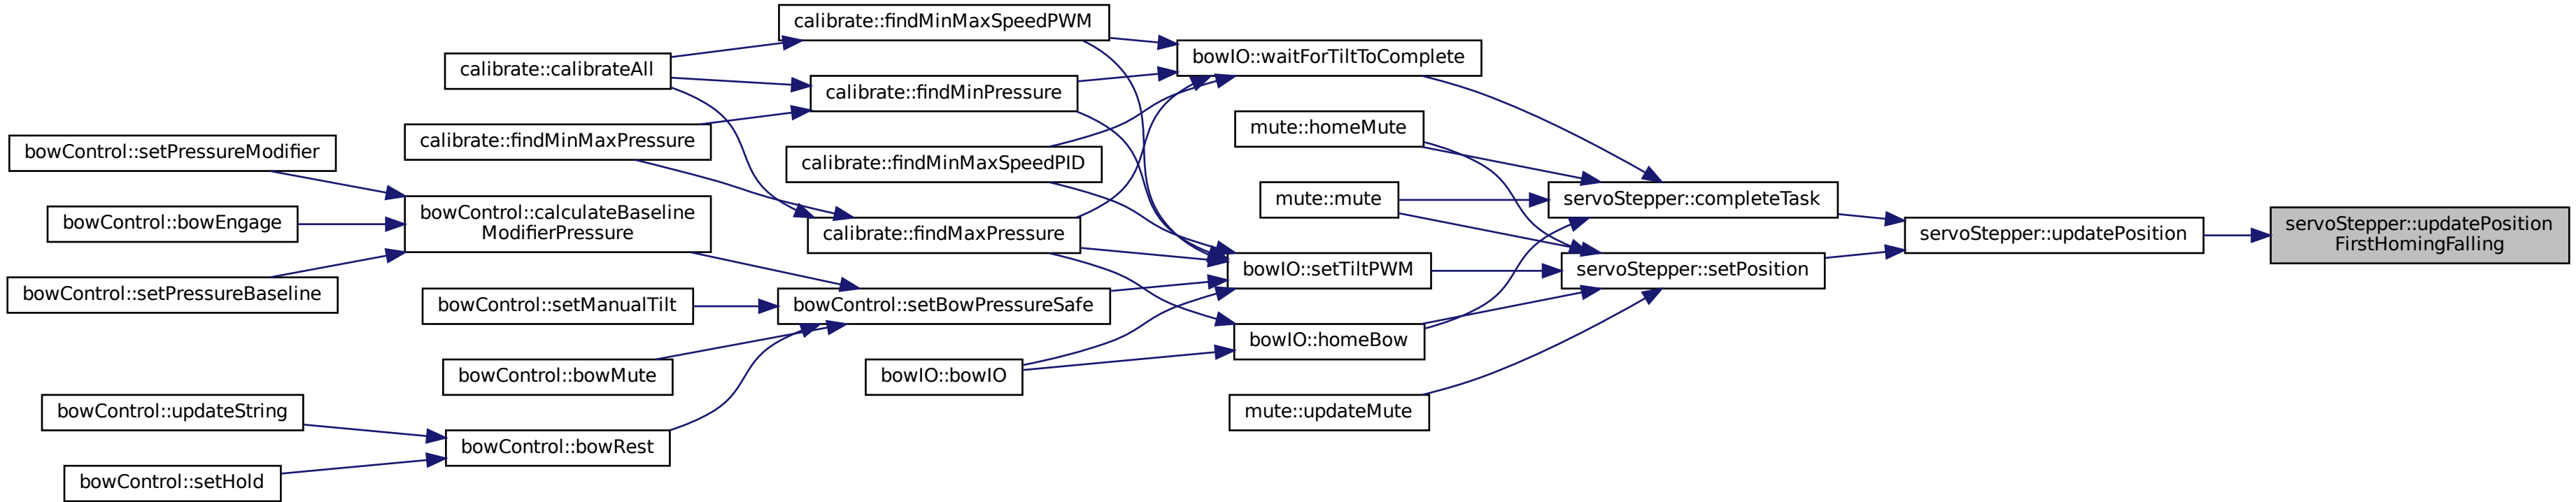 calibrate::findMinMaxSpeedPWM
bowIO::waitForTiltToComplete
calibrate::calibrateAll
calibrate::findMinPressure
mute::homeMute
calibrate::findMinMaxPressure
bowControl::setPressureModifier
calibrate::findMinMaxSpeedPID
mute::mute
servoStepper::completeTask
bowControl::calculateBaseline
ModifierPressure
bowControl::bowEngage
calibrate::findMaxPressure
servoStepper::updatePosition
servoStepper::updatePosition
FirstHomingFalling
bowIO::setTiltPWM
servoStepper::setPosition
bowControl::setPressureBaseline
bowControl::setManualTilt
bowControl::setBowPressureSafe
bowIO::homeBow
bowControl::bowMute
bowIO::bowIO
bowControl::updateString
mute::updateMute
bowControl::bowRest
bowControl::setHold